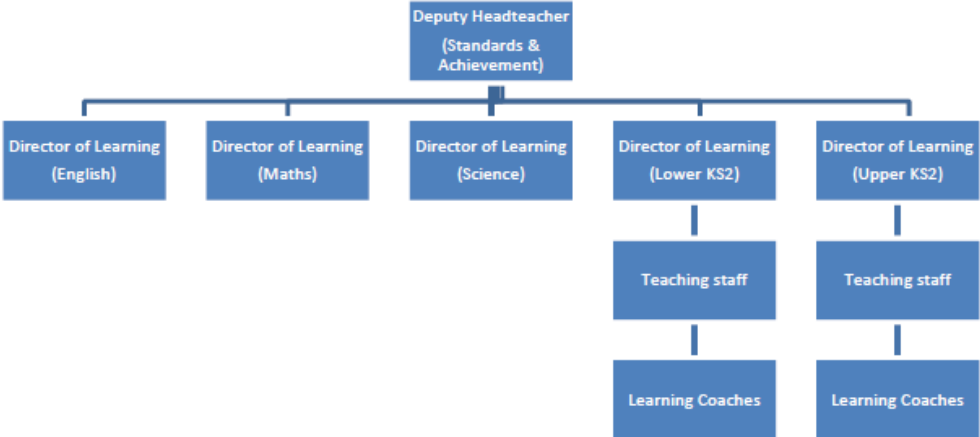 Deputy Headteacher
(Standards &
Achievement)
Director of Learning
(English)
Director of Learning
(Maths)
Director of Learning
(Science)
Director of Learning
(Lower KS2)
Director of Learning
(Upper KS2)
Teaching staff
Teaching staff
Learning Coaches
Learning Coaches